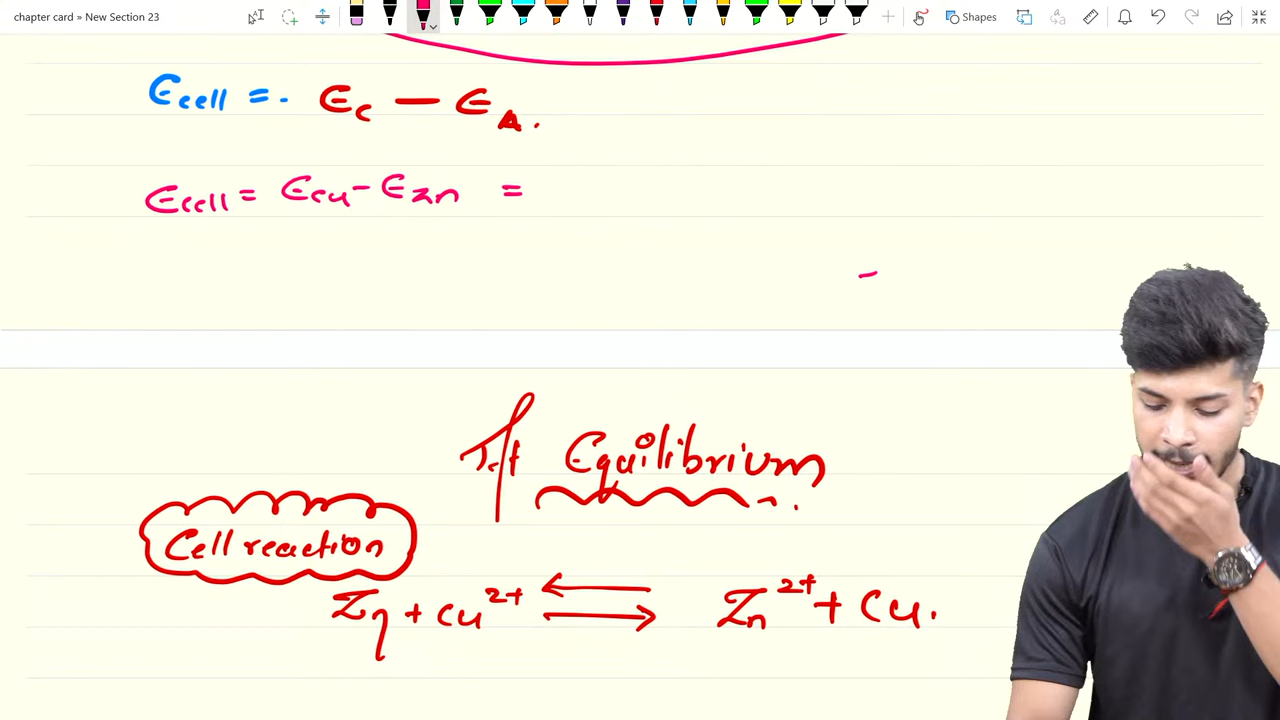 chapter card » New Section 23
Shapes
Ecell = . Ec — EA.
Ecell = Ecu - Ezn =
-
If Equilibrium
Cell reaction
Zn + Cu²⁺ ⇌ Zn²⁺ + Cu.